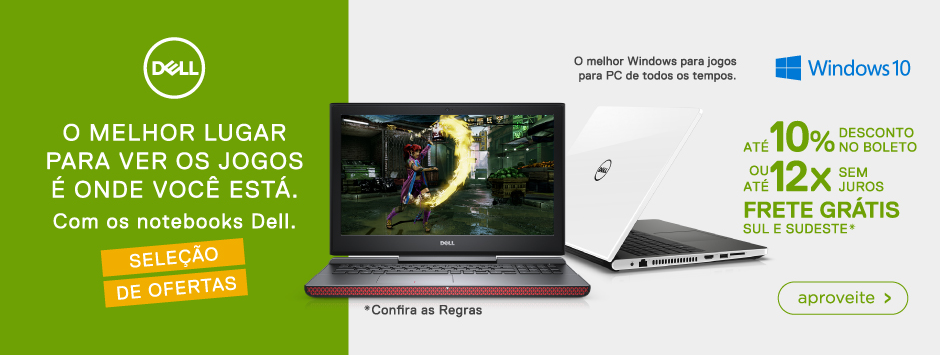 DELL
O MELHOR LUGAR
PARA VER OS JOGOS
É ONDE VOCÊ ESTÁ.
Com os notebooks Dell.
SELEÇÃO
DE OFERTAS
DELL
*Confira as Regras
DELL
O melhor Windows para jogos
para PC de todos os tempos.
Windows 10
ATÉ 10% DESCONTO NO BOLETO
OU ATÉ 12X SEM JUROS
FRETE GRÁTIS
SUL E SUDESTE*
aproveite >